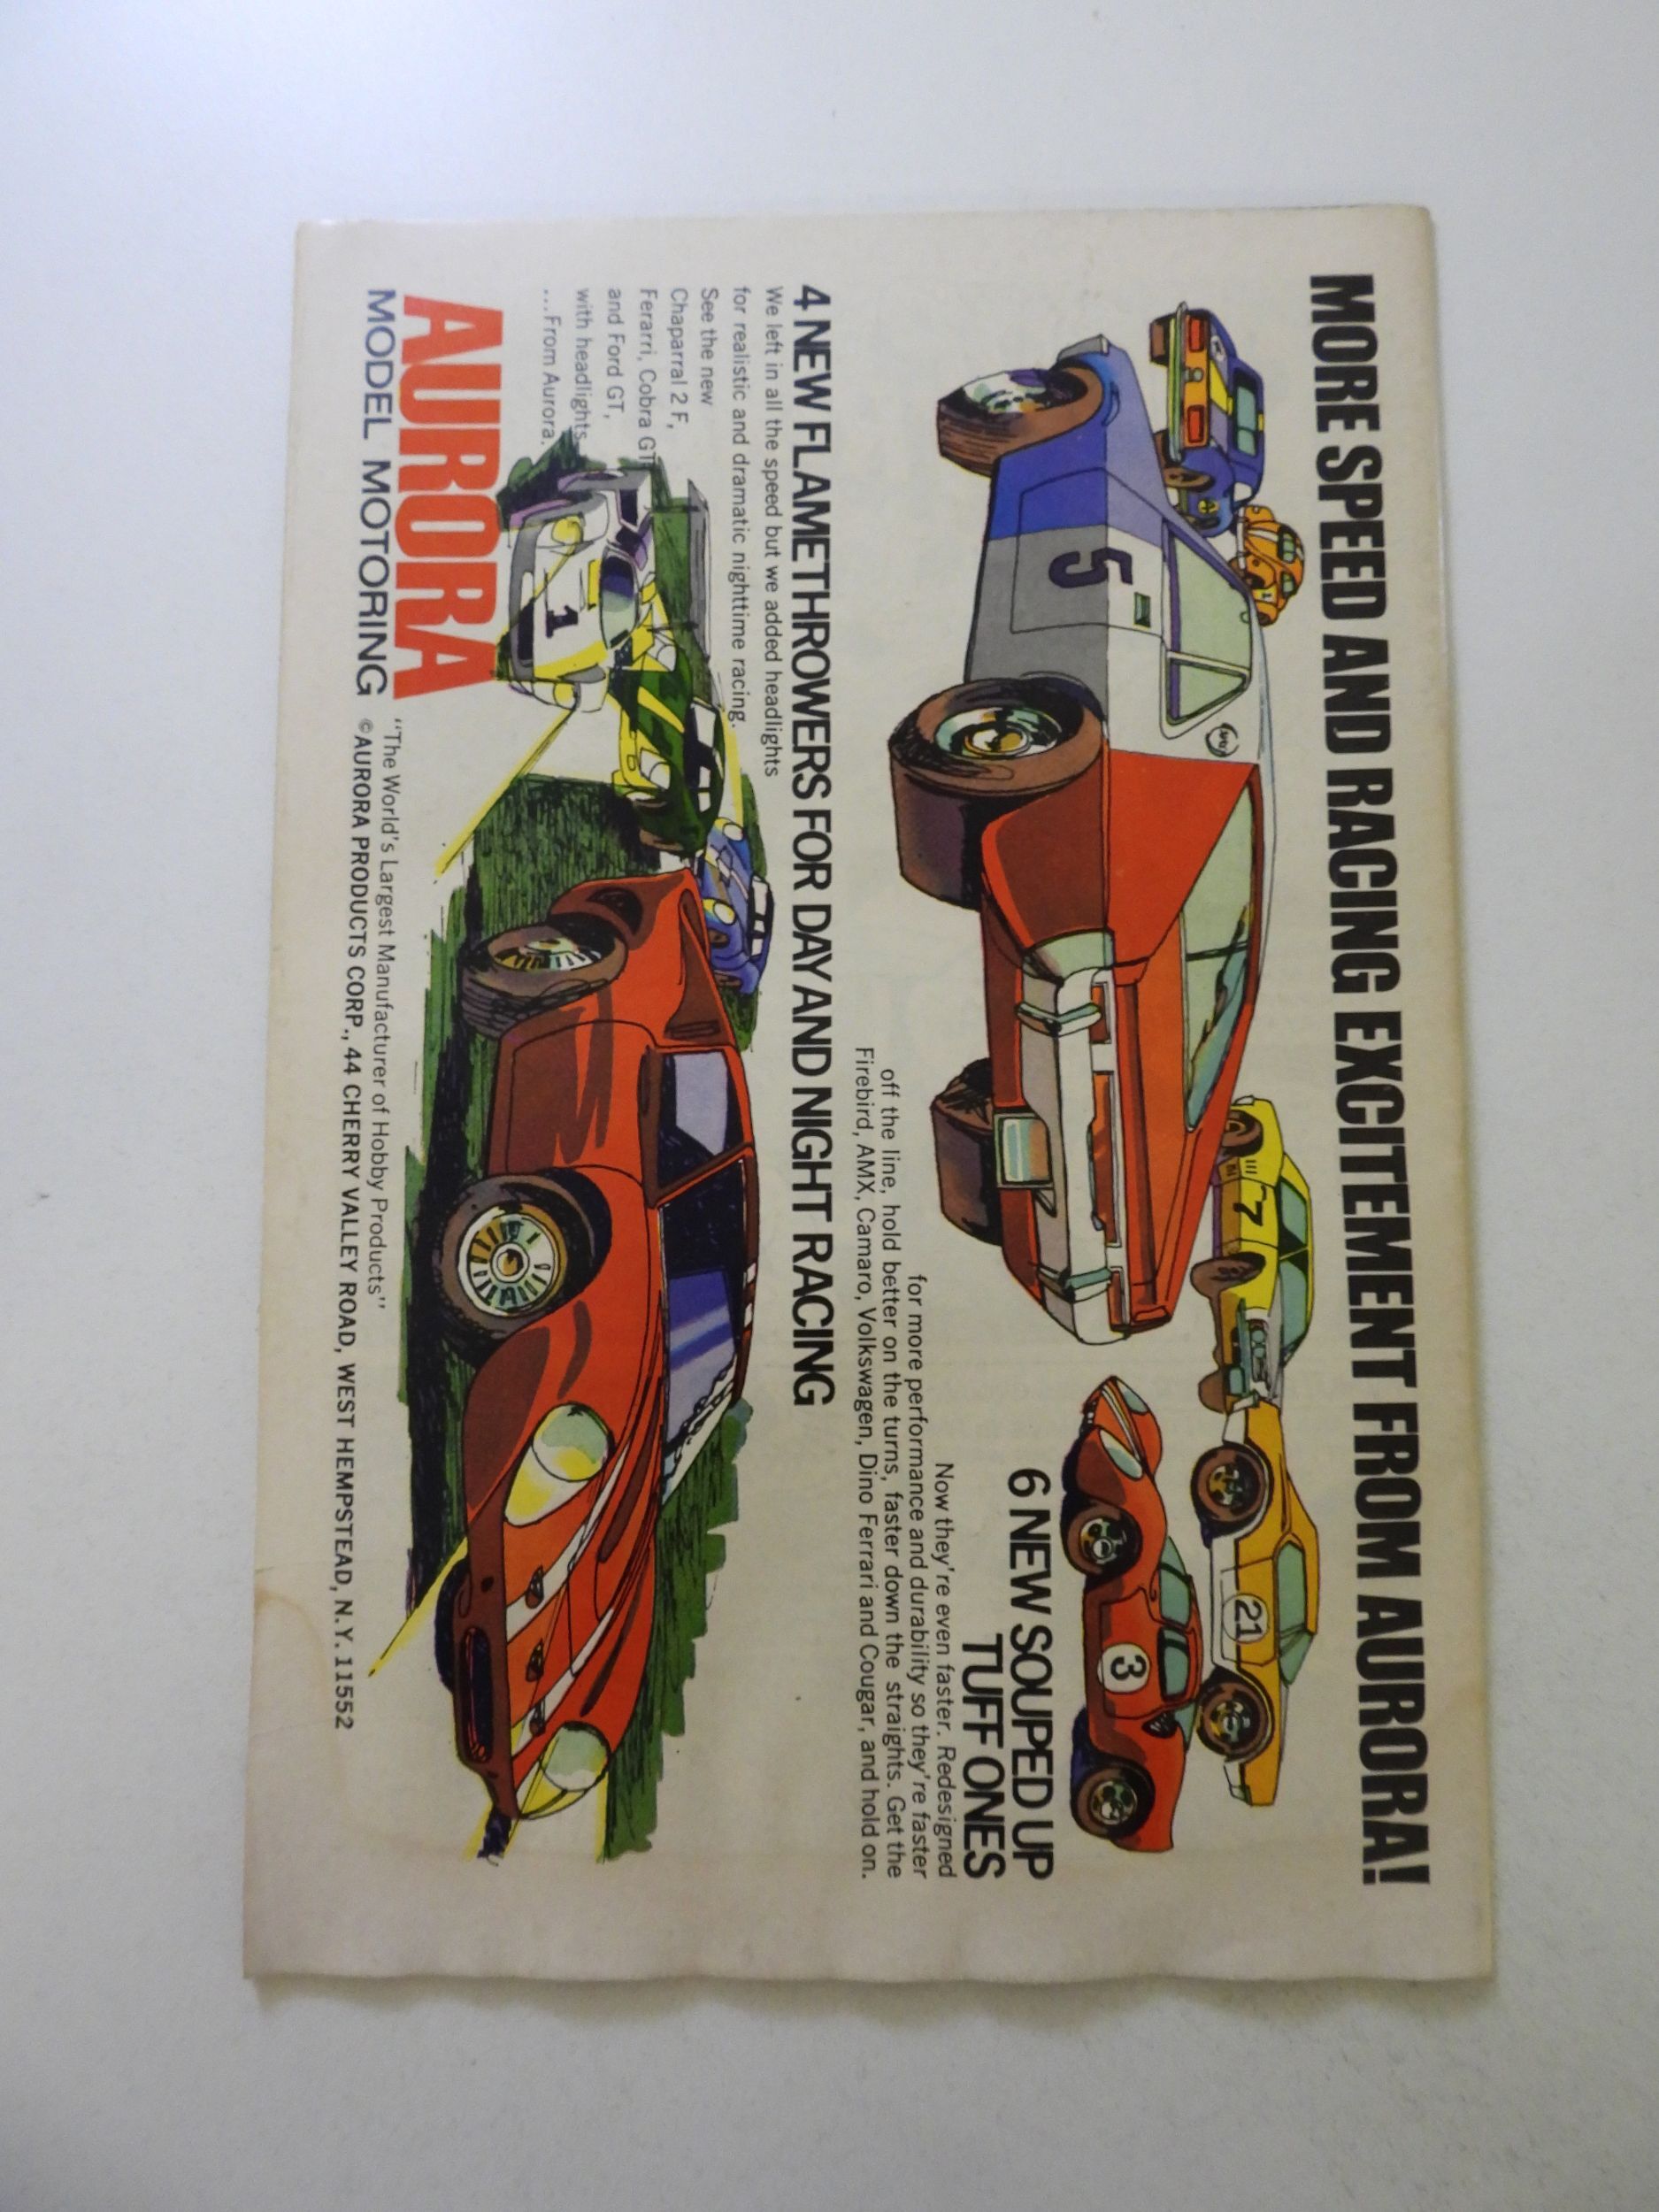 MORE SPEED AND RACING EXCITEMENT FROM AURORA!
5
7
21
3
6 NEW SOUPED UP
TUFF ONES
Now they're even faster. Redesigned
for more performance and durability so they're faster
off the line, hold better on the turns, faster down the straights. Get the
Firebird, AMX, Camaro, Volkswagen, Dino Ferrari and Cougar, and hold on.
4 NEW FLAMETHROWERS FOR DAY AND NIGHT RACING
We left in all the speed but we added headlights
for realistic and dramatic nighttime racing.
See the new
Chaparral 2 F,
Ferarri, Cobra GT
and Ford GT,
with headlights
...From Aurora.
1
AURORA
MODEL MOTORING
"The World's Largest Manufacturer of Hobby Products"
©AURORA PRODUCTS CORP., 44 CHERRY VALLEY ROAD, WEST HEMPSTEAD, N.Y. 11552